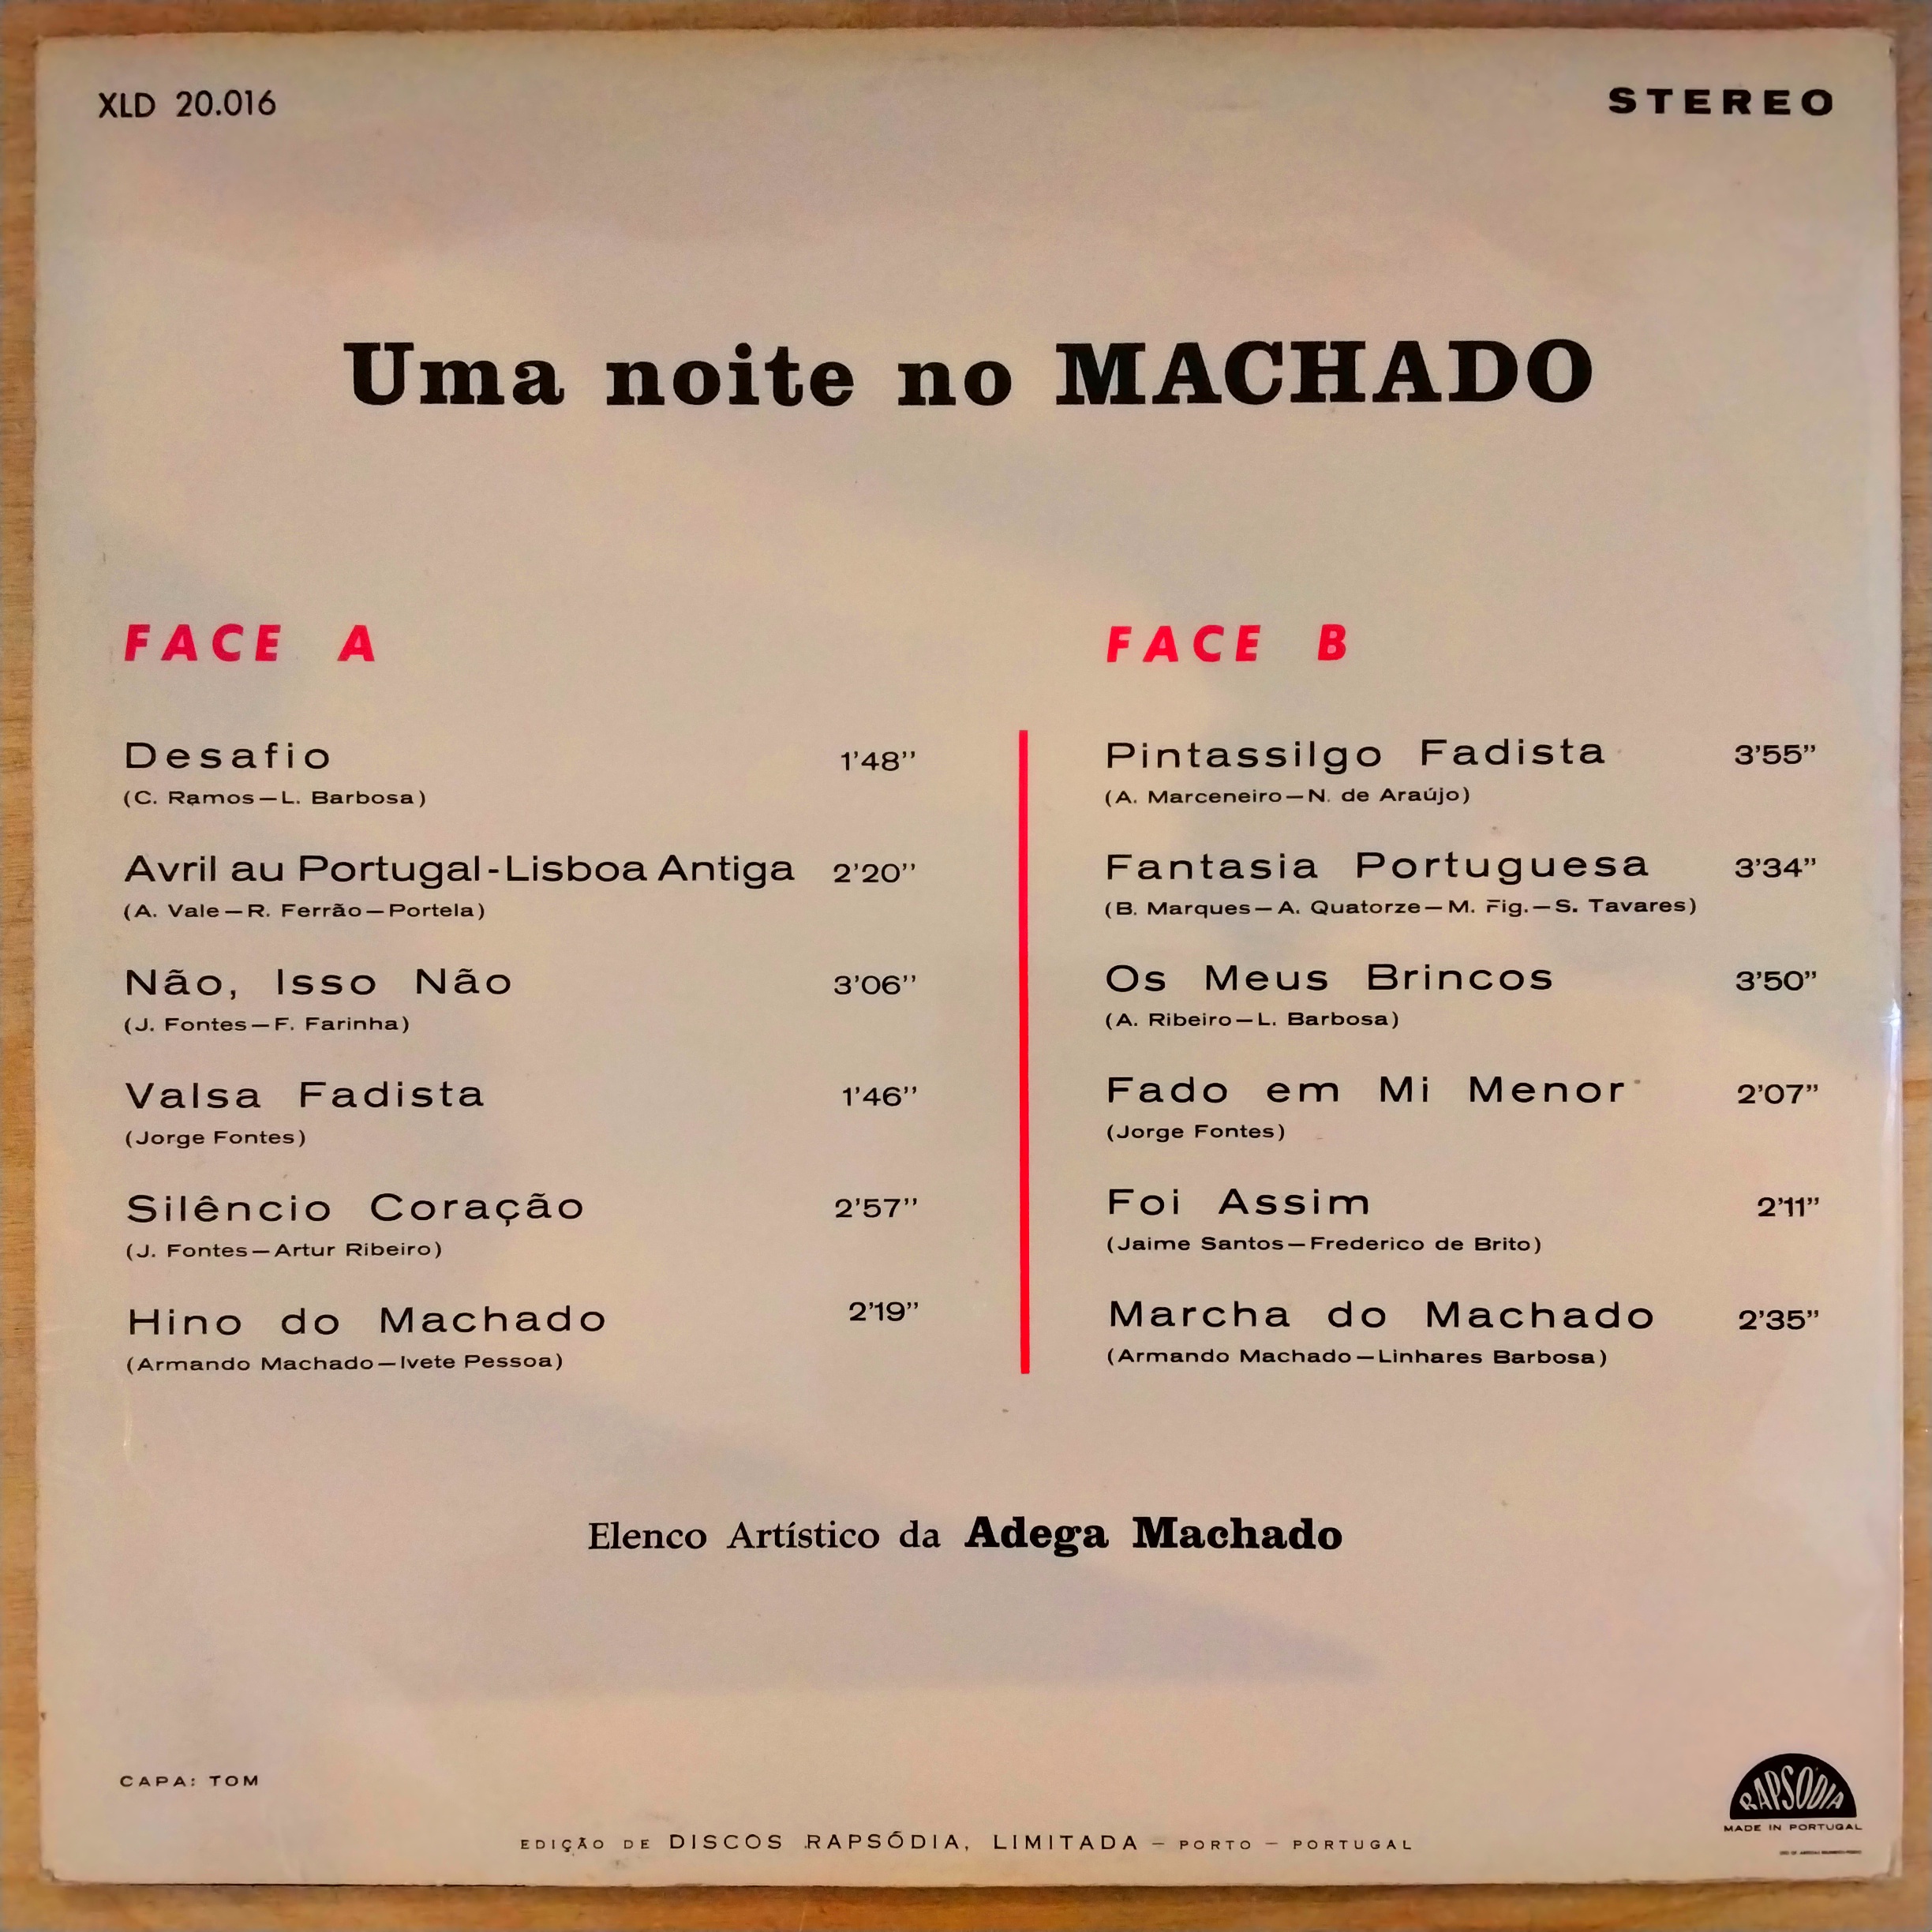 XLD 20.016
STEREO
Uma noite no MACHADO
FACE A
Desafio 1'48''
(C. Ramos—L. Barbosa)
Avril au Portugal-Lisboa Antiga 2'20''
(A. Vale—R. Ferrão—Portela)
Não, Isso Não 3'06''
(J. Fontes—F. Farinha)
Valsa Fadista 1'46''
(Jorge Fontes)
Silêncio Coração 2'57''
(J. Fontes—Artur Ribeiro)
Hino do Machado 2'19''
(Armando Machado—Ivete Pessoa)
FACE B
Pintassilgo Fadista 3'55''
(A. Marceneiro—N. de Araújo)
Fantasia Portuguesa 3'34''
(B. Marques—A. Quatorze—M. Fig.—S. Tavares)
Os Meus Brincos 3'50''
(A. Ribeiro—L. Barbosa)
Fado em Mi Menor 2'07''
(Jorge Fontes)
Foi Assim 2'11''
(Jaime Santos—Frederico de Brito)
Marcha do Machado 2'35''
(Armando Machado—Linhares Barbosa)
Elenco Artístico da Adega Machado
CAPA: TOM
RAPSÓDIA
MADE IN PORTUGAL
EDIÇÃO DE DISCOS RAPSÓDIA, LIMITADA — PORTO — PORTUGAL